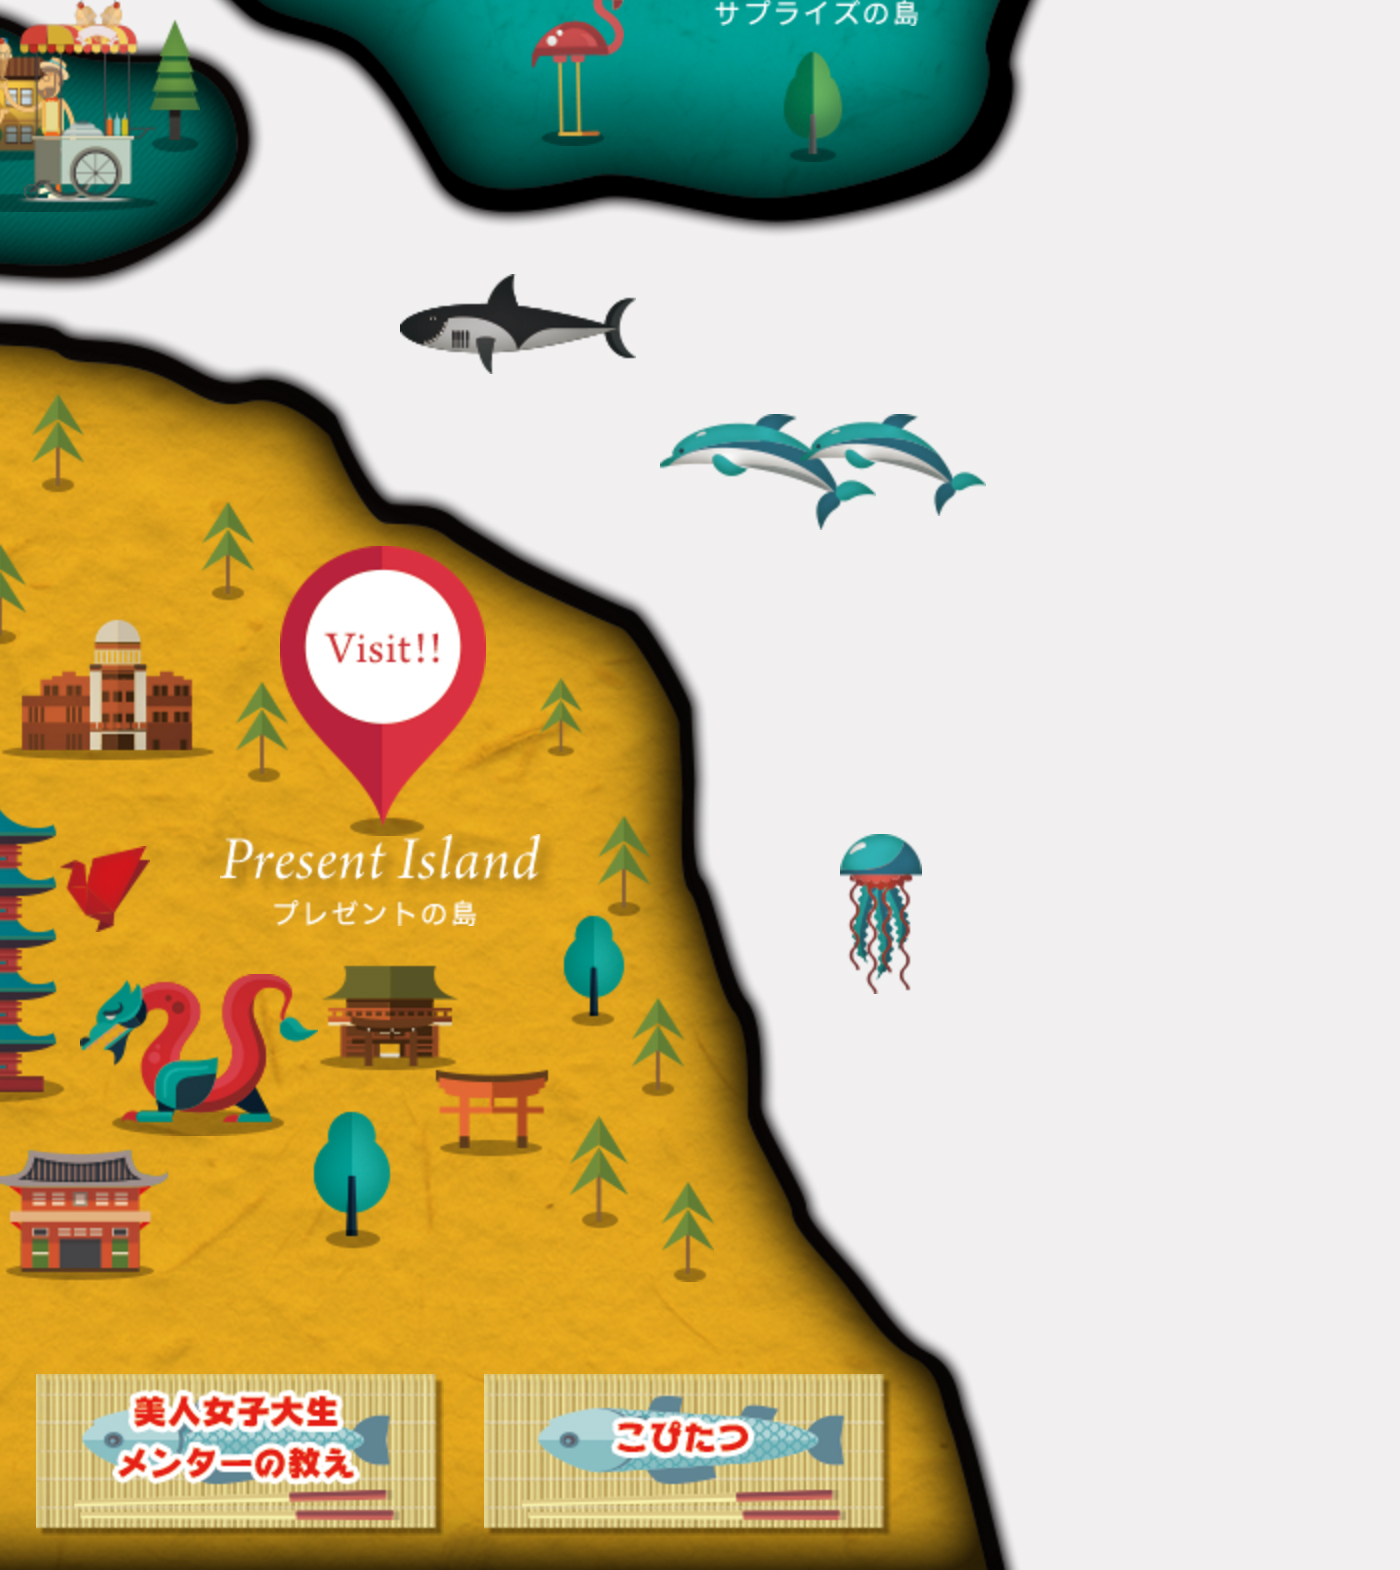 サプライズの島
Visit!!
Present Island
プレゼントの島
美人女子大生
メンターの教え
こぴたつ